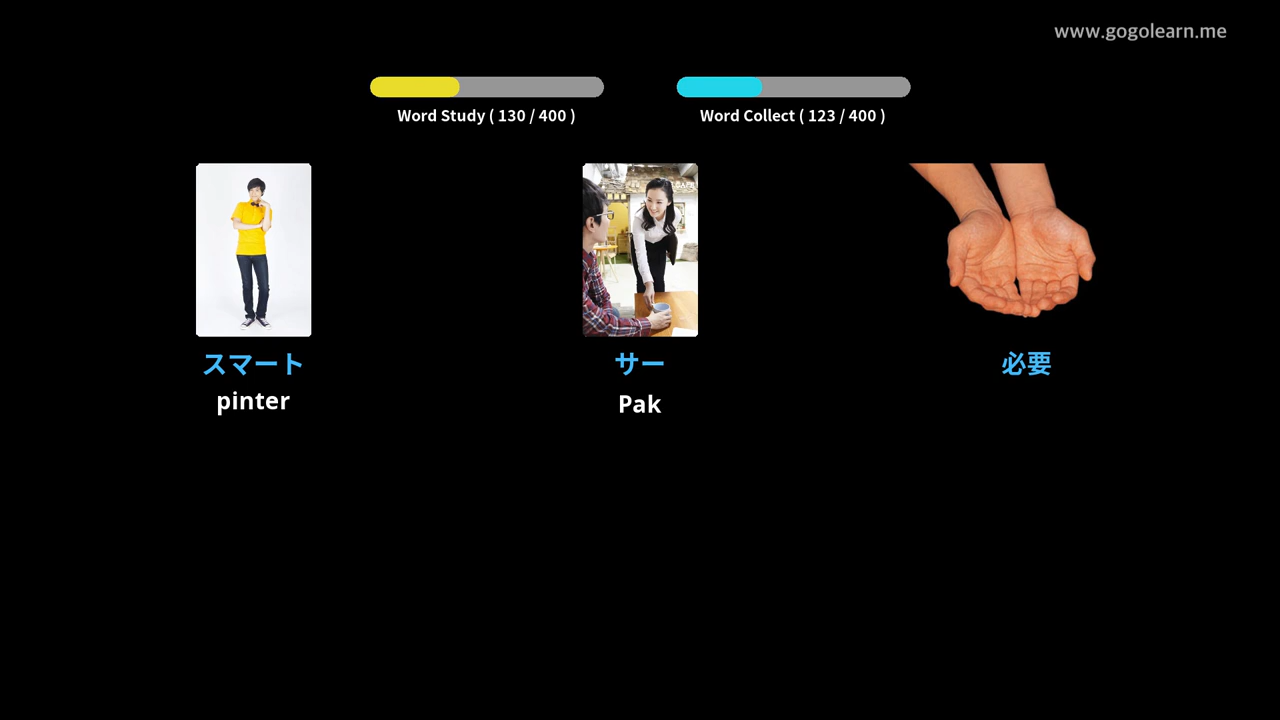 www.gogolearn.me
Word Study ( 130 / 400 )
Word Collect ( 123 / 400 )
スマート
サー
必要
pinter
Pak